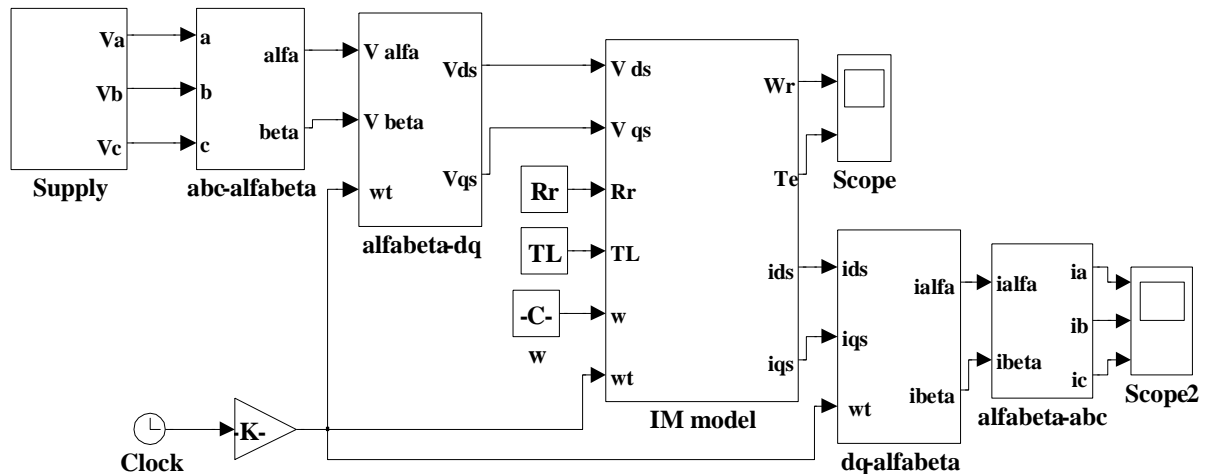 Va
Vb
Vc
Supply
a
b
c
alfa
beta
abc-alfabeta
V alfa
V beta
wt
Vds
Vqs
alfabeta-dq
Rr
TL
-C-
w
V ds
V qs
Rr
TL
w
wt
Wr
Te
ids
iqs
IM model
Scope
ids
iqs
wt
ialfa
ibeta
dq-alfabeta
ialfa
ibeta
ia
ib
ic
alfabeta-abc
Scope2
Clock
-K-